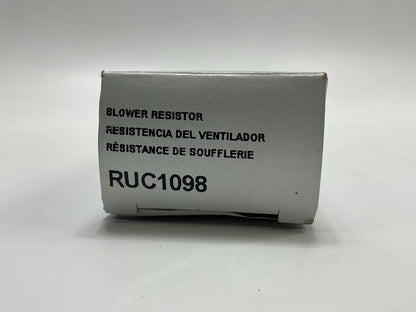 BLOWER RESISTOR
RESISTENCIA DEL VENTILADOR
RÉSISTANCE DE SOUFFLERIE
RUC1098